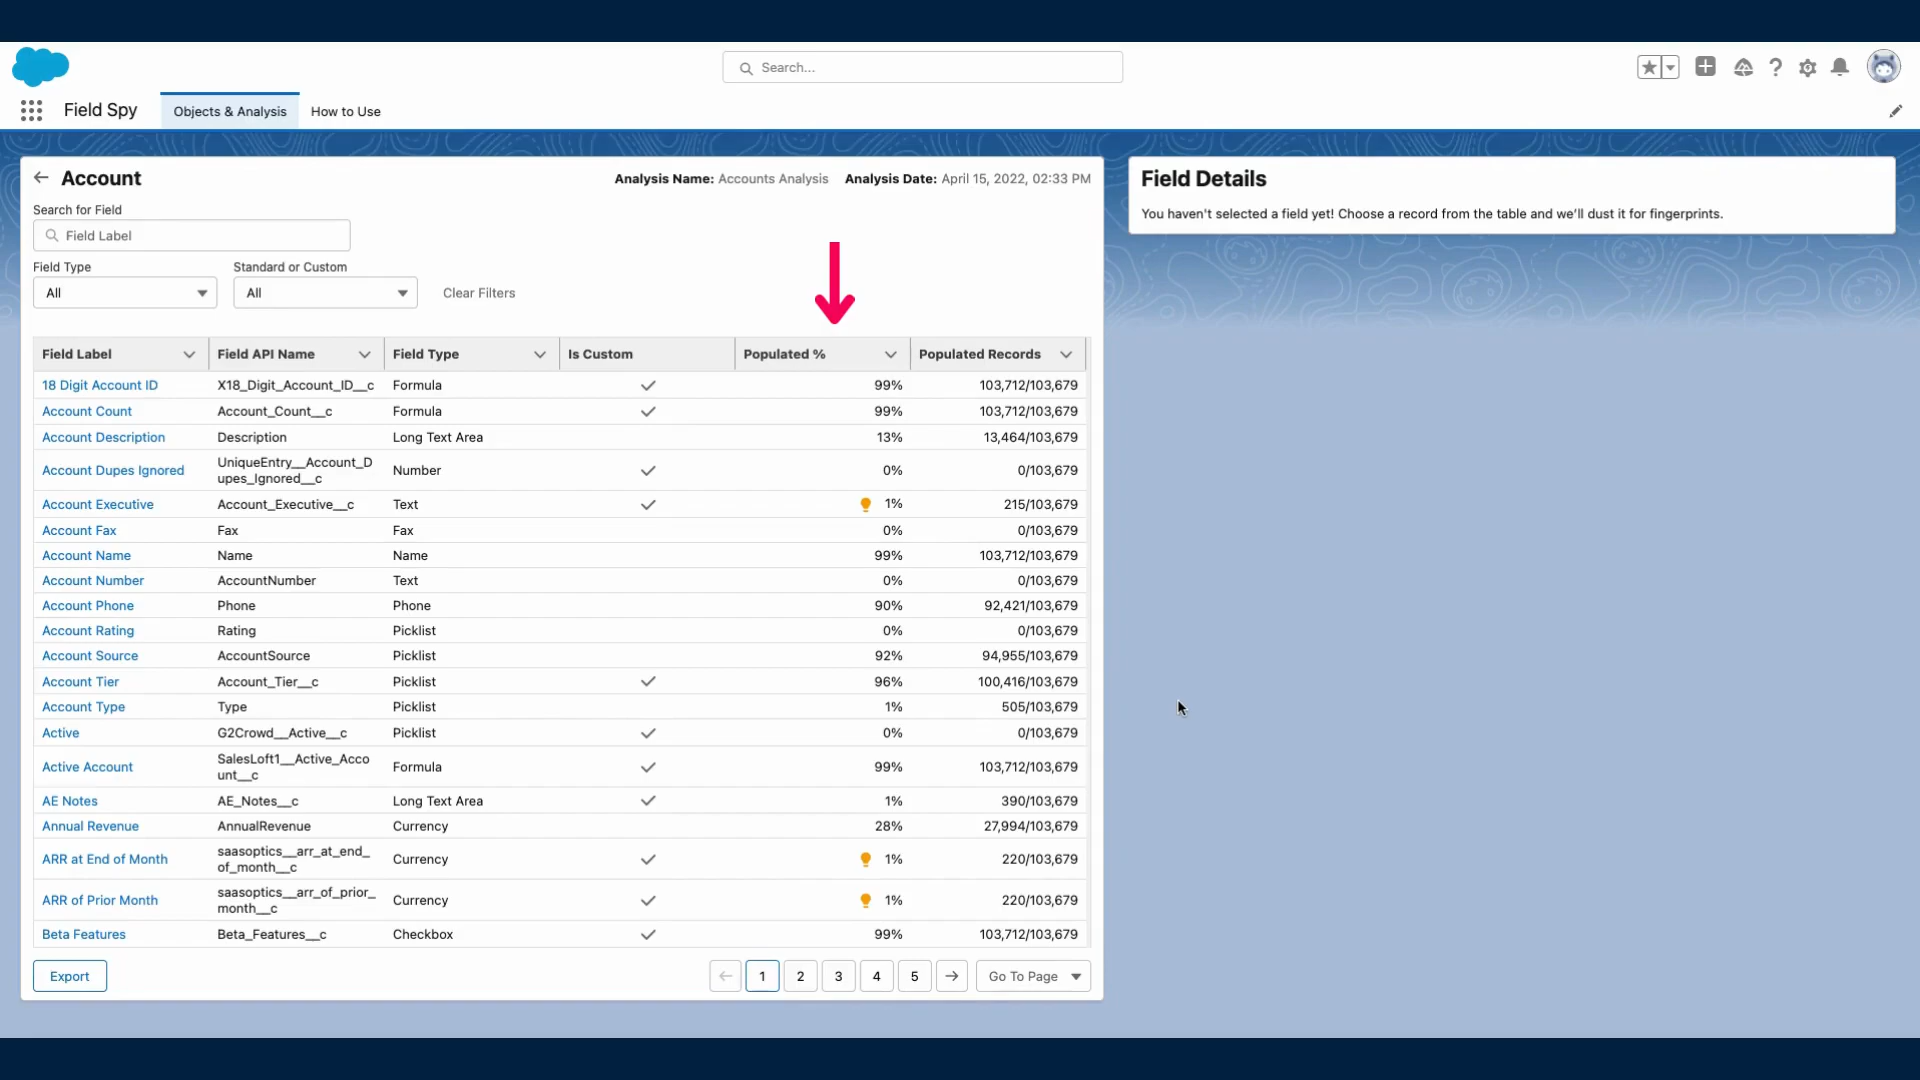 Search...
Field Spy
Objects & Analysis
How to Use
Account
Analysis Name: Accounts Analysis Analysis Date: April 15, 2022, 02:33 PM
Search for Field
Field Label
Field Type Standard or Custom
All All Clear Filters
Field Label Field API Name Field Type Is Custom Populated % Populated Records
18 Digit Account ID X18_Digit_Account_ID__c Formula 99% 103,712/103,679
Account Count Account_Count__c Formula 99% 103,712/103,679
Account Description Description Long Text Area 13% 13,464/103,679
Account Dupes Ignored UniqueEntry__Account_D
upes_Ignored__c Number 0% 0/103,679
Account Executive Account_Executive__c Text 1% 215/103,679
Account Fax Fax Fax 0% 0/103,679
Account Name Name Name 99% 103,712/103,679
Account Number AccountNumber Text 0% 0/103,679
Account Phone Phone Phone 90% 92,421/103,679
Account Rating Rating Picklist 0% 0/103,679
Account Source AccountSource Picklist 92% 94,955/103,679
Account Tier Account_Tier__c Picklist 96% 100,416/103,679
Account Type Type Picklist 1% 505/103,679
Active G2Crowd__Active__c Picklist 0% 0/103,679
Active Account SalesLoft1__Active_Acco
unt__c Formula 99% 103,712/103,679
AE Notes AE_Notes__c Long Text Area 1% 390/103,679
Annual Revenue AnnualRevenue Currency 28% 27,994/103,679
ARR at End of Month saasoptics__arr_at_end_
of_month__c Currency 1% 220/103,679
ARR of Prior Month saasoptics__arr_of_prior_
month__c Currency 1% 220/103,679
Beta Features Beta_Features__c Checkbox 99% 103,712/103,679
Export
1 2 3 4 5 Go To Page
Field Details
You haven't selected a field yet! Choose a record from the table and we'll dust it for fingerprints.